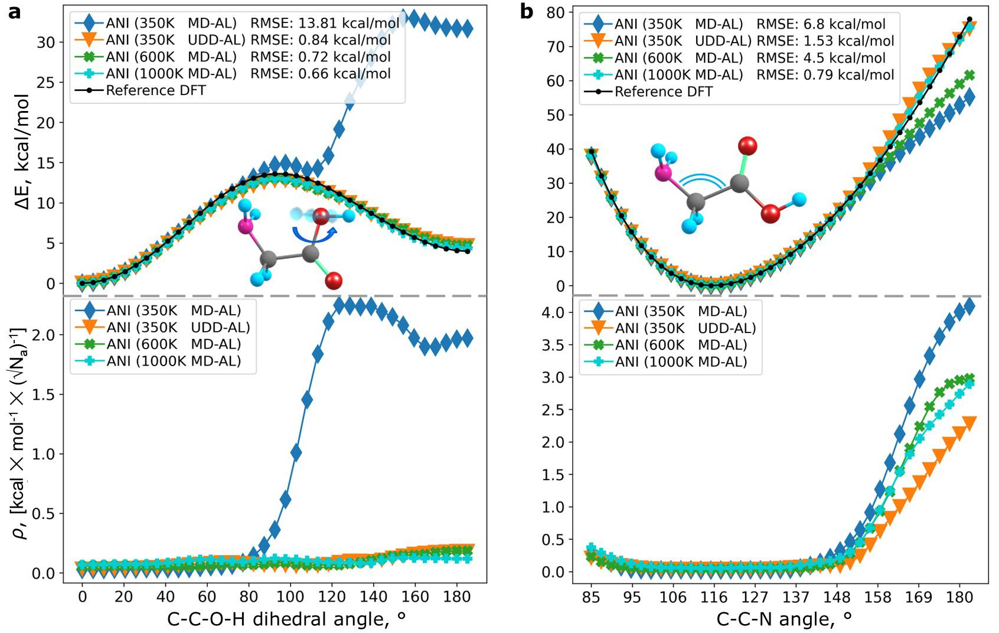 a
ANI (350K MD-AL) RMSE: 13.81 kcal/mol
ANI (350K UDD-AL) RMSE: 0.84 kcal/mol
ANI (600K MD-AL) RMSE: 0.72 kcal/mol
ANI (1000K MD-AL) RMSE: 0.66 kcal/mol
Reference DFT
ΔE, kcal/mol
30
25
20
15
10
5
0
ANI (350K MD-AL)
ANI (350K UDD-AL)
ANI (600K MD-AL)
ANI (1000K MD-AL)
ρ, [kcal × mol⁻¹ × (√Nₐ)⁻¹]
2.0
1.5
1.0
0.5
0.0
0 20 40 60 80 100 120 140 160 180
C-C-O-H dihedral angle, °
b
ANI (350K MD-AL) RMSE: 6.8 kcal/mol
ANI (350K UDD-AL) RMSE: 1.53 kcal/mol
ANI (600K MD-AL) RMSE: 4.5 kcal/mol
ANI (1000K MD-AL) RMSE: 0.79 kcal/mol
Reference DFT
80
70
60
50
40
30
20
10
0
ANI (350K MD-AL)
ANI (350K UDD-AL)
ANI (600K MD-AL)
ANI (1000K MD-AL)
4.0
3.5
3.0
2.5
2.0
1.5
1.0
0.5
0.0
85 95 106 116 127 137 148 158 169 180
C-C-N angle, °